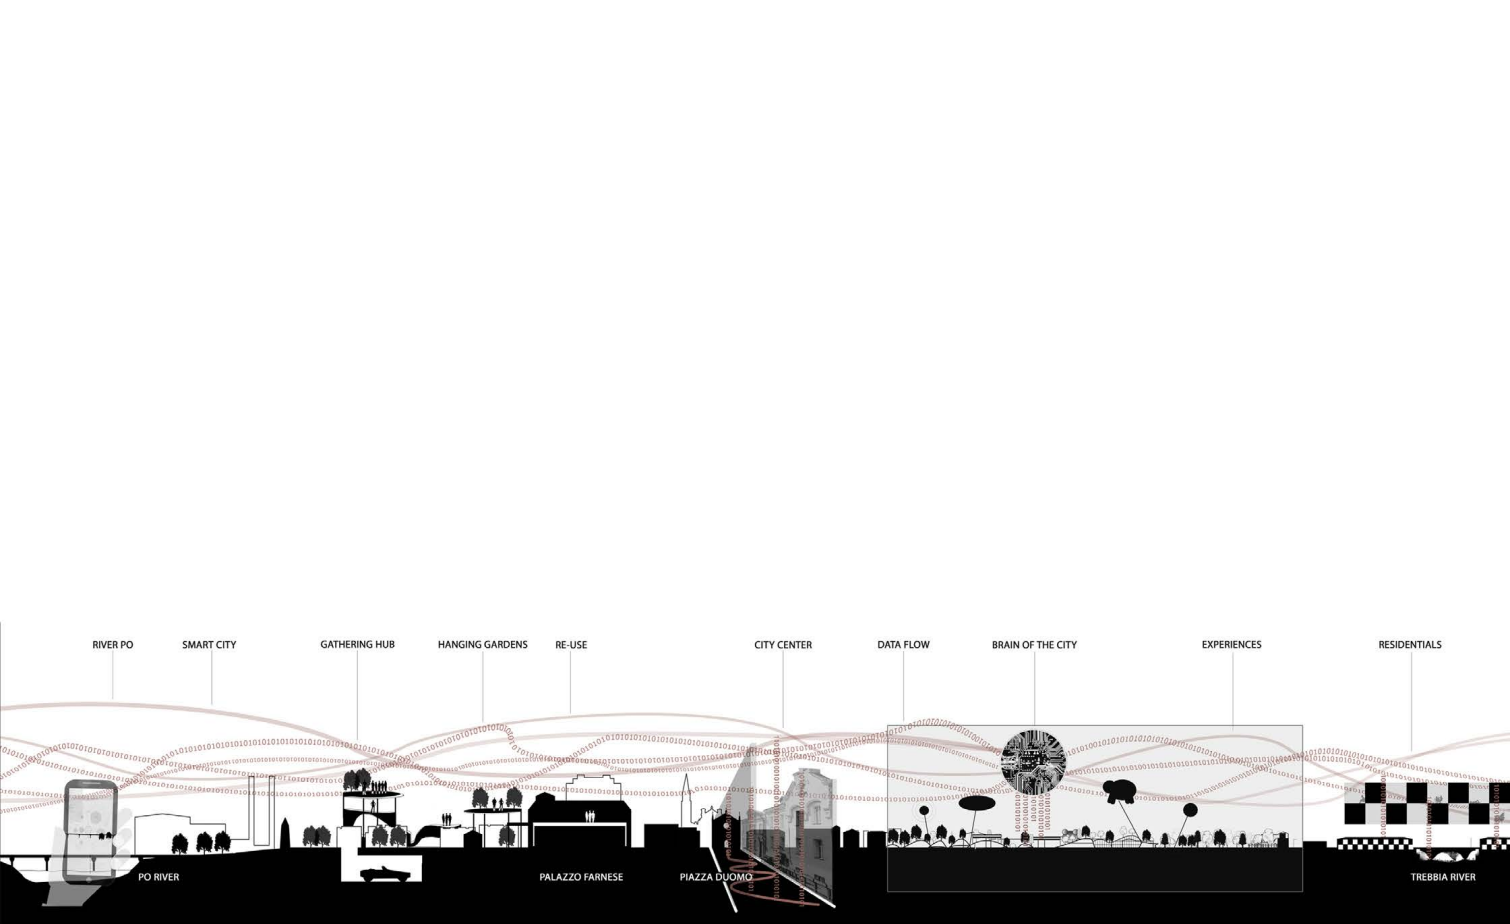 RIVER PO
SMART CITY
GATHERING HUB
HANGING GARDENS
RE-USE
CITY CENTER
DATA FLOW
BRAIN OF THE CITY
EXPERIENCES
RESIDENTIALS
PO RIVER
PALAZZO FARNESE
PIAZZA DUOMO
TREBBIA RIVER